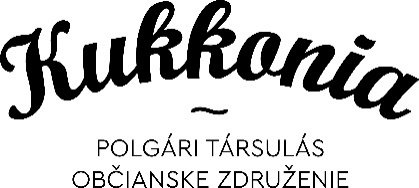 Kukkonia
~
POLGÁRI TÁRSULÁS
OBČIANSKE ZDRUŽENIE